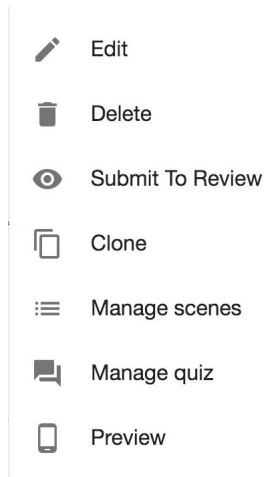 Edit
Delete
Submit To Review
Clone
Manage scenes
Manage quiz
Preview